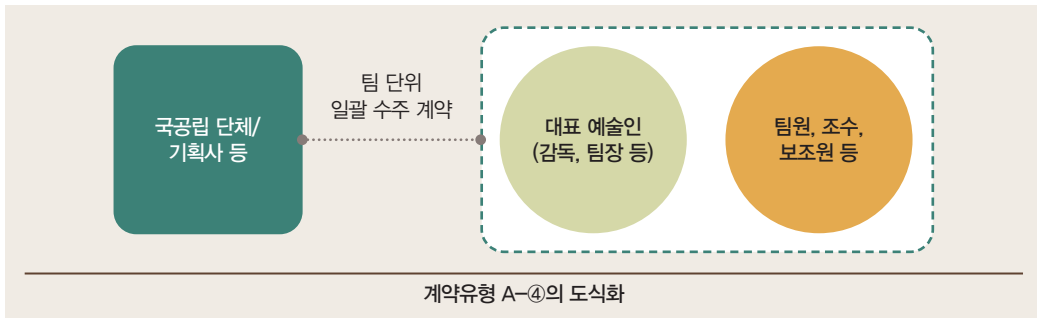 팀 단위
일괄 수주 계약
국공립 단체/
기획사 등
대표 예술인
(감독, 팀장 등)
팀원, 조수,
보조원 등
계약유형 A–④의 도식화